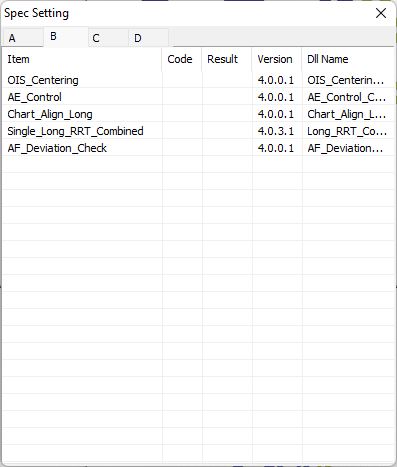 Spec Setting
A B C D
Item Code Result Version Dll Name
OIS_Centering 4.0.0.1 OIS_Centerin...
AE_Control 4.0.0.1 AE_Control_C...
Chart_Align_Long 4.0.0.1 Chart_Align_L...
Single_Long_RRT_Combined 4.0.3.1 Long_RRT_Co...
AF_Deviation_Check 4.0.0.1 AF_Deviation...